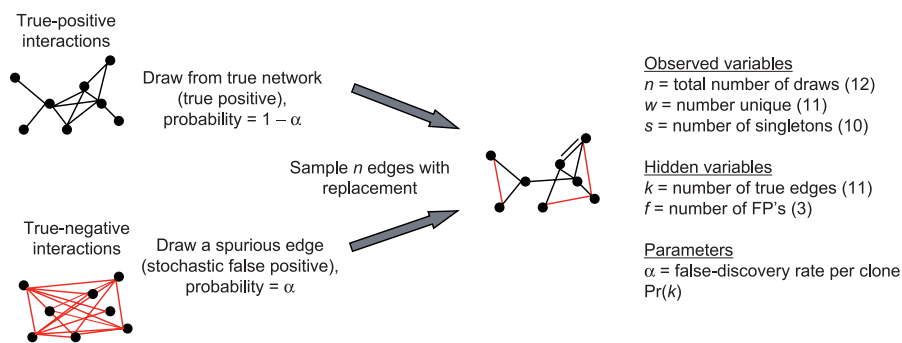 True-positive
interactions
Draw from true network
(true positive),
probability = 1 – α
Sample n edges with
replacement
True-negative
interactions
Draw a spurious edge
(stochastic false positive),
probability = α
Observed variables
n = total number of draws (12)
w = number unique (11)
s = number of singletons (10)
Hidden variables
k = number of true edges (11)
f = number of FP's (3)
Parameters
α = false-discovery rate per clone
Pr(k)